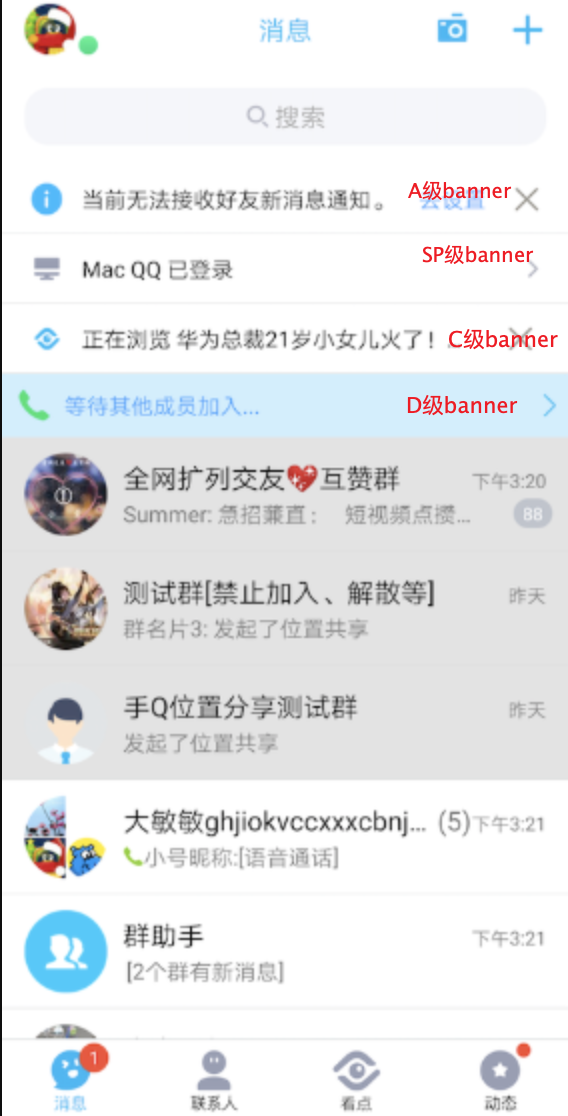 消息
搜索
当前无法接收好友新消息通知。 去设置
A级banner
SP级banner
Mac QQ 已登录
正在浏览 华为总裁21岁小女儿火了! C级banner
等待其他成员加入... D级banner
全网扩列交友💖互赞群 下午3:20
Summer: 急招兼直: 短视频点攒... 88
测试群[禁止加入、解散等] 昨天
群名片3: 发起了位置共享
手Q位置分享测试群 昨天
发起了位置共享
大敏敏ghjiokvccxxxcbnj... (5) 下午3:21
小号昵称:[语音通话]
群助手 下午3:21
[2个群有新消息]
1
消息 联系人 看点 动态